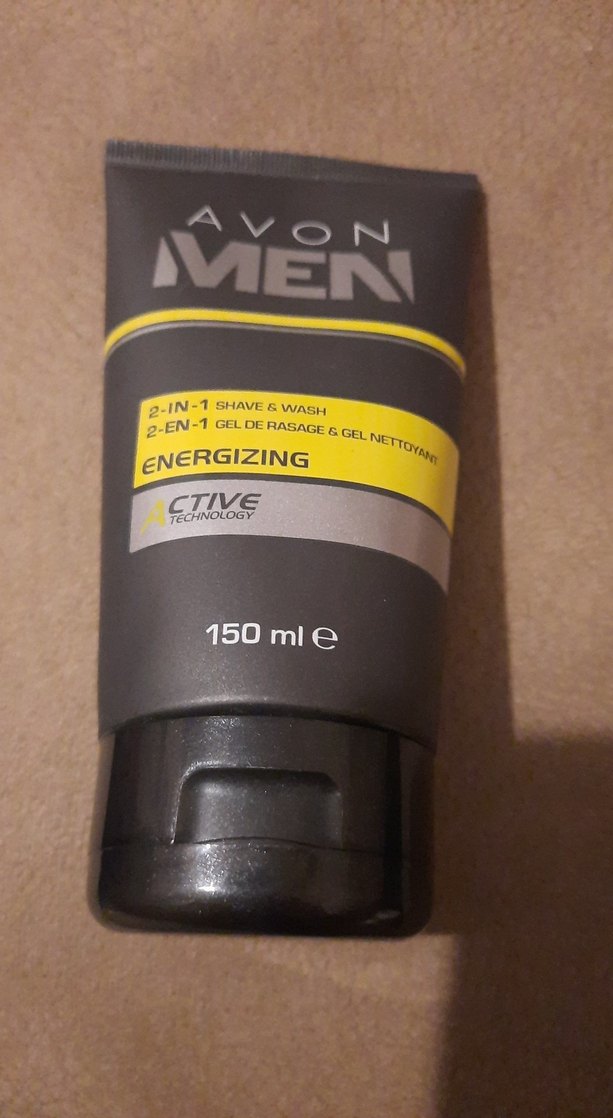 AVON
MEN
2-IN-1 SHAVE & WASH
2-EN-1 GEL DE RASAGE & GEL NETTOYANT
ENERGIZING
ACTIVE
TECHNOLOGY
150 ml ℮